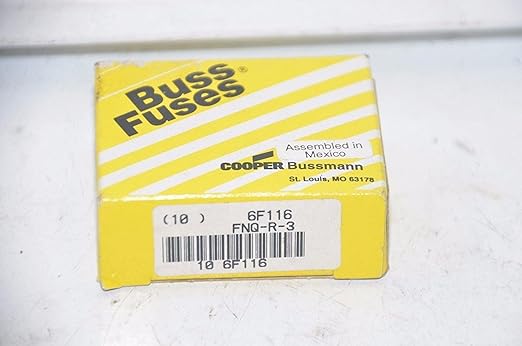 Buss®
Fuses
Assembled in
Mexico
COOPER Bussmann
St. Louis, MO 63178
(10 ) 6F116
FNQ-R-3
10 6F116